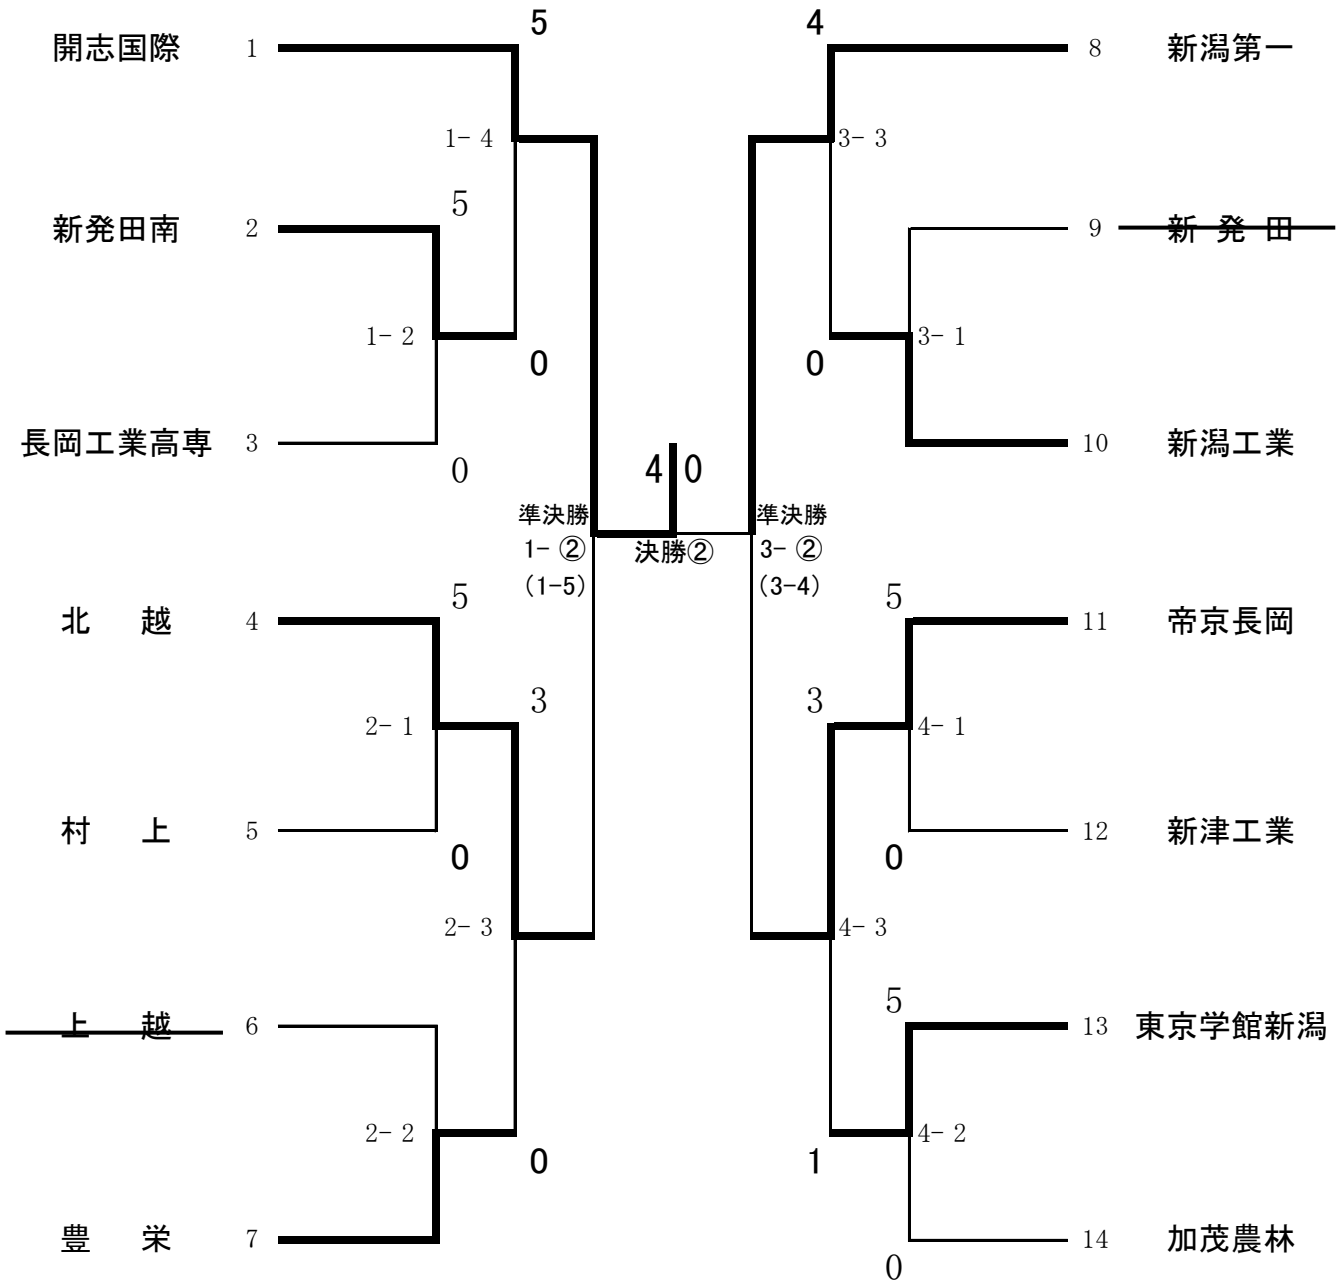 5 4
開志国際 1 8 新潟第一
1- 4 3- 3
5
新発田南 2 9 新 発 田
1- 2 3- 1
0 0
長岡工業高専 3 10 新潟工業
0 4 0
準決勝 準決勝
1- ② 決勝② 3- ②
(1-5) (3-4)
5 5
北 越 4 11 帝京長岡
3 3
2- 1 4- 1
村 上 5 12 新津工業
0 0
2- 3 4- 3
5
上 越 6 13 東京学館新潟
2- 2 4- 2
0 1
豊 栄 7 14 加茂農林
0